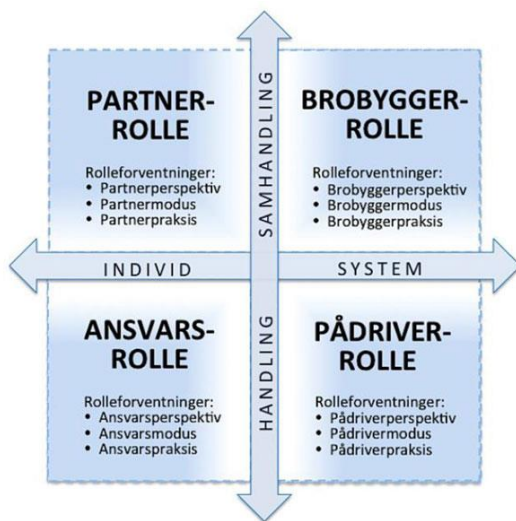 PARTNER-
ROLLE
Rolleforventninger:
• Partnerperspektiv
• Partnermodus
• Partnerpraksis
BROBYGGER-
ROLLE
Rolleforventninger:
• Brobyggerperspektiv
• Brobyggermodus
• Brobyggerpraksis
SAMHANDLING
INDIVID
SYSTEM
HANDLING
ANSVARS-
ROLLE
Rolleforventninger:
• Ansvarsperspektiv
• Ansvarsmodus
• Ansvarspraksis
PÅDRIVER-
ROLLE
Rolleforventninger:
• Pådriverperspektiv
• Pådrivermodus
• Pådriverpraksis